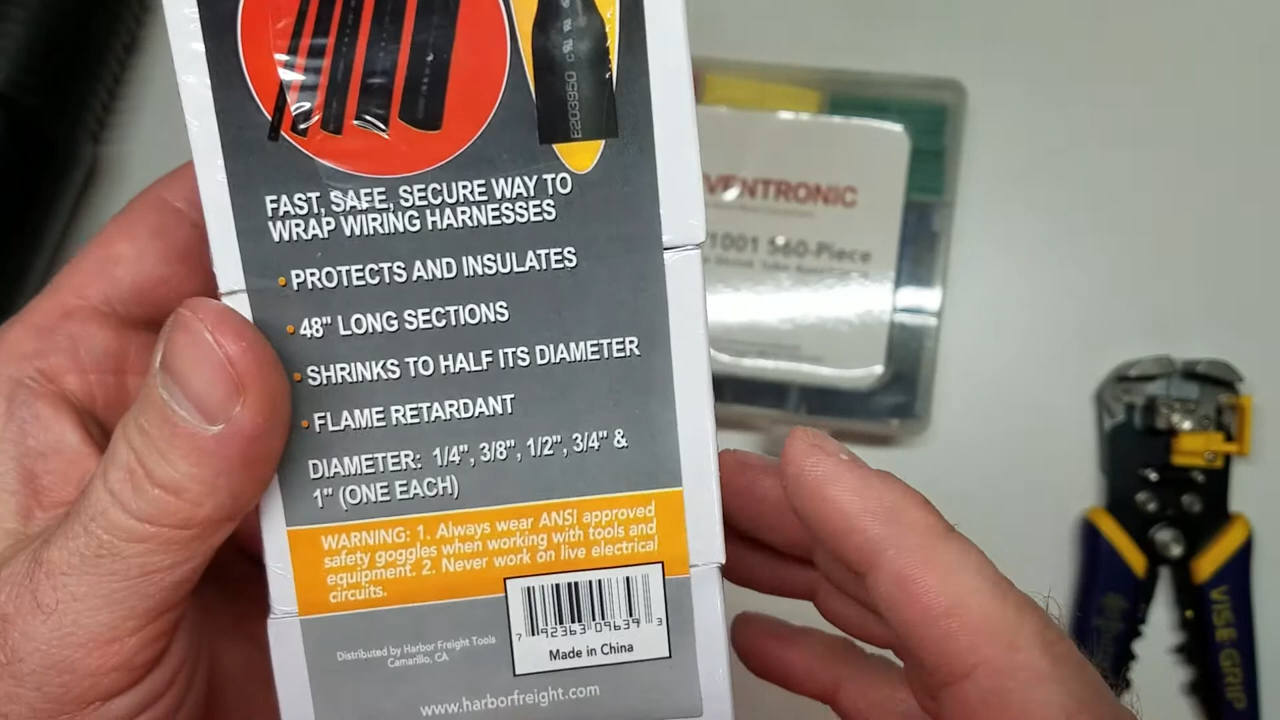 E203950
FAST, SAFE, SECURE WAY TO
WRAP WIRING HARNESSES
• PROTECTS AND INSULATES
• 48" LONG SECTIONS
• SHRINKS TO HALF ITS DIAMETER
• FLAME RETARDANT
DIAMETER: 1/4", 3/8", 1/2", 3/4" &
1" (ONE EACH)
WARNING: 1. Always wear ANSI approved
safety goggles when working with tools and
equipment. 2. Never work on live electrical
circuits.
7 92363 09639 3
Made in China
Distributed by Harbor Freight Tools
Camarillo, CA
www.harborfreight.com
VENTRONIC
1001 560-Piece
VISE GRIP